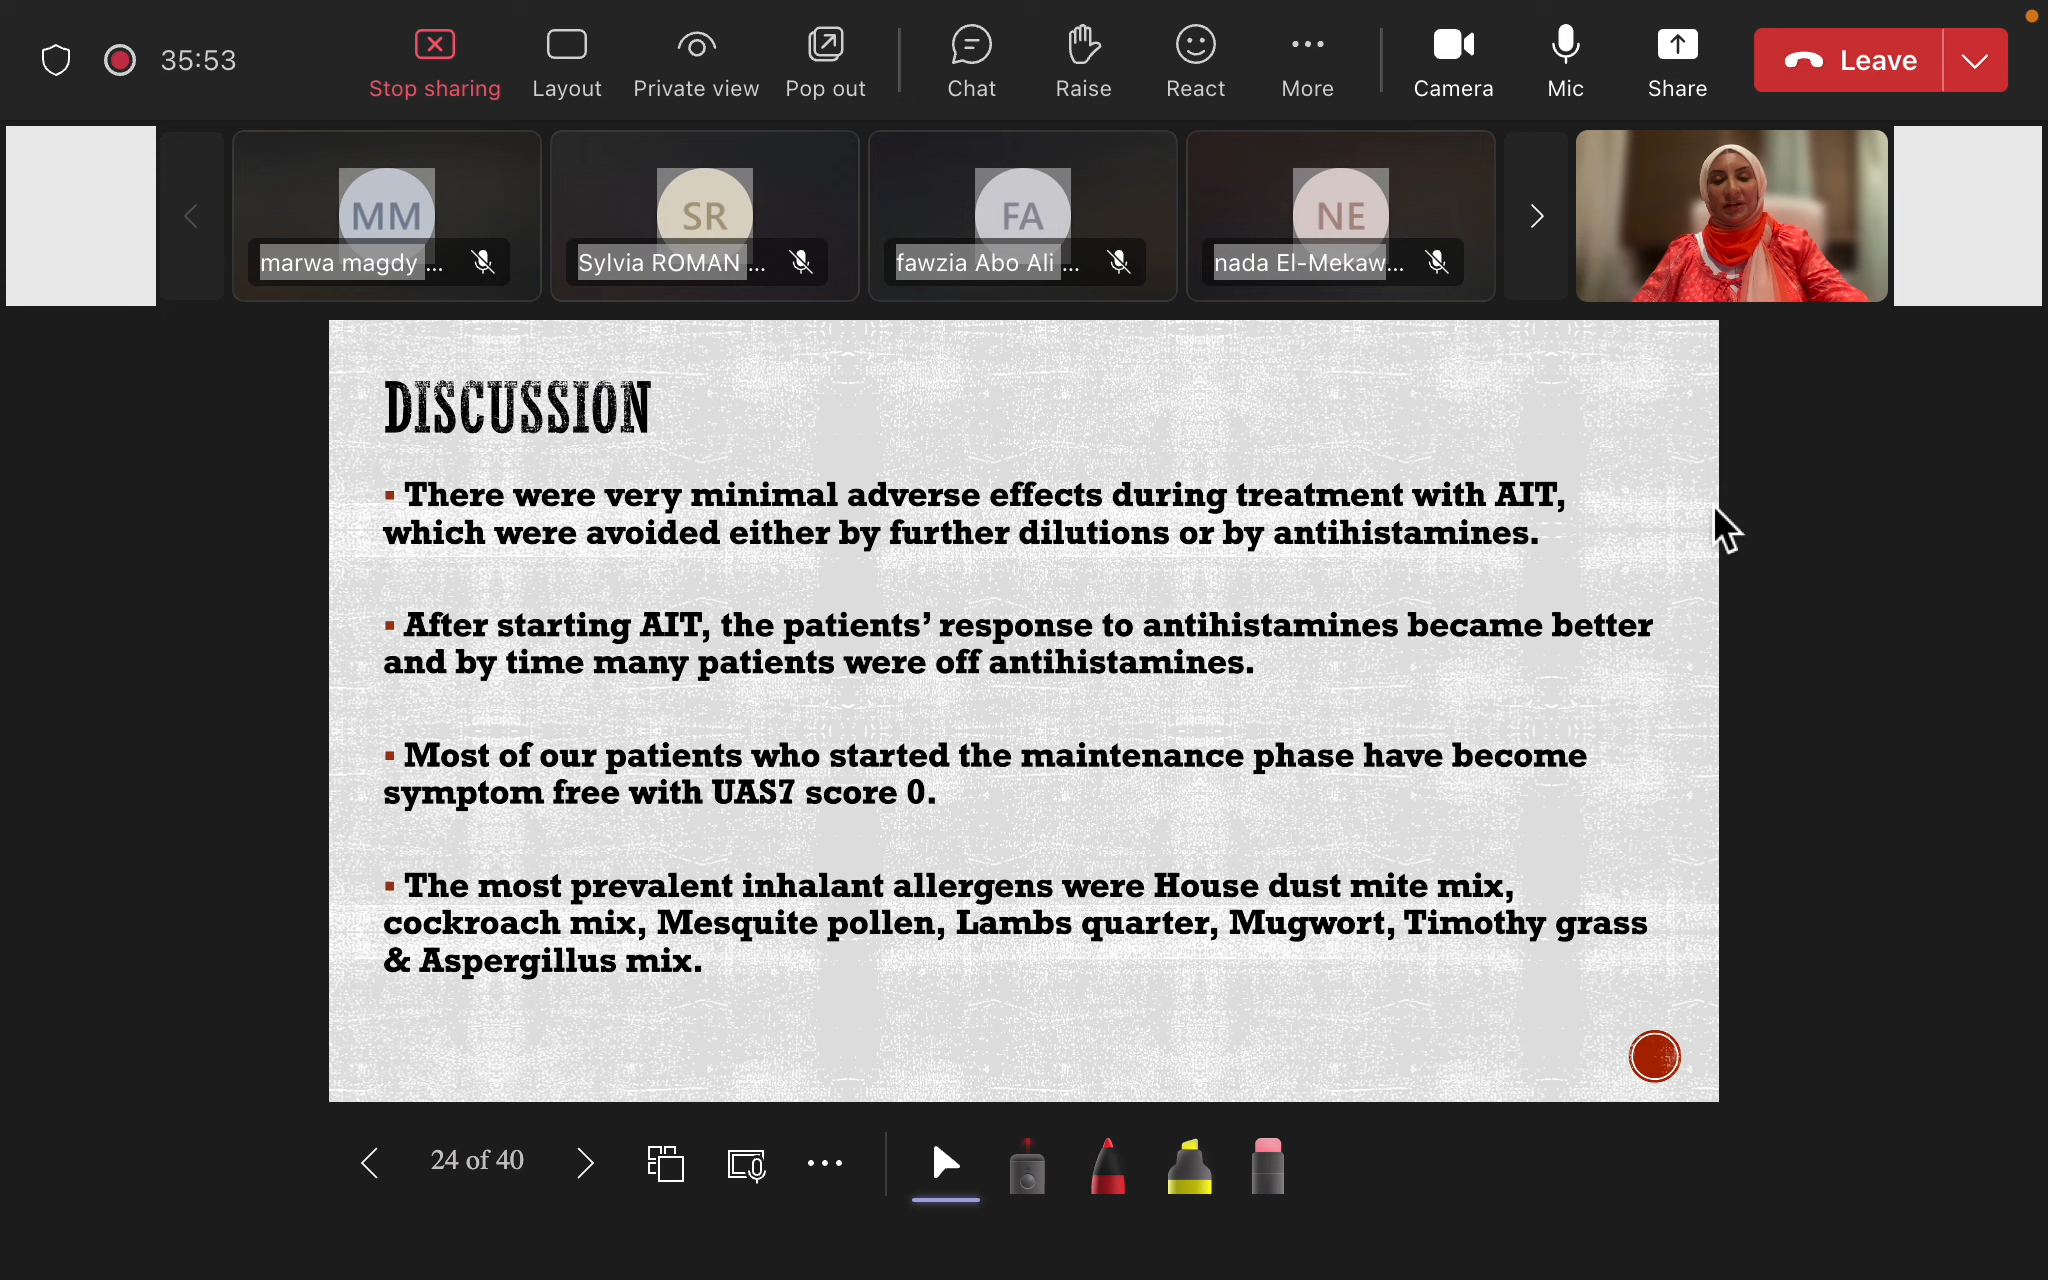 35:53
Stop sharing
Layout
Private view
Pop out
Chat
Raise
React
More
Camera
Mic
Share
Leave
MM
marwa magdy ...
SR
Sylvia ROMAN ...
FA
fawzia Abo Ali ...
NE
nada El-Mekaw...
DISCUSSION
▪ There were very minimal adverse effects during treatment with AIT,
which were avoided either by further dilutions or by antihistamines.
▪ After starting AIT, the patients’ response to antihistamines became better
and by time many patients were off antihistamines.
▪ Most of our patients who started the maintenance phase have become
symptom free with UAS7 score 0.
▪ The most prevalent inhalant allergens were House dust mite mix,
cockroach mix, Mesquite pollen, Lambs quarter, Mugwort, Timothy grass
& Aspergillus mix.
24 of 40